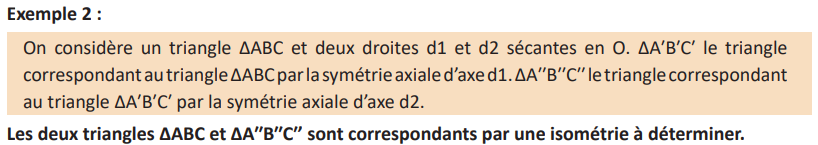 Exemple 2 :
On considère un triangle ΔABC et deux droites d1 et d2 sécantes en O. ΔA′B′C′ le triangle
correspondant au triangle ΔABC par la symétrie axiale d’axe d1. ΔA′′B′′C′′ le triangle correspondant
au triangle ΔA′B′C′ par la symétrie axiale d’axe d2.
Les deux triangles ΔABC et ΔA″B″C″ sont correspondants par une isométrie à déterminer.